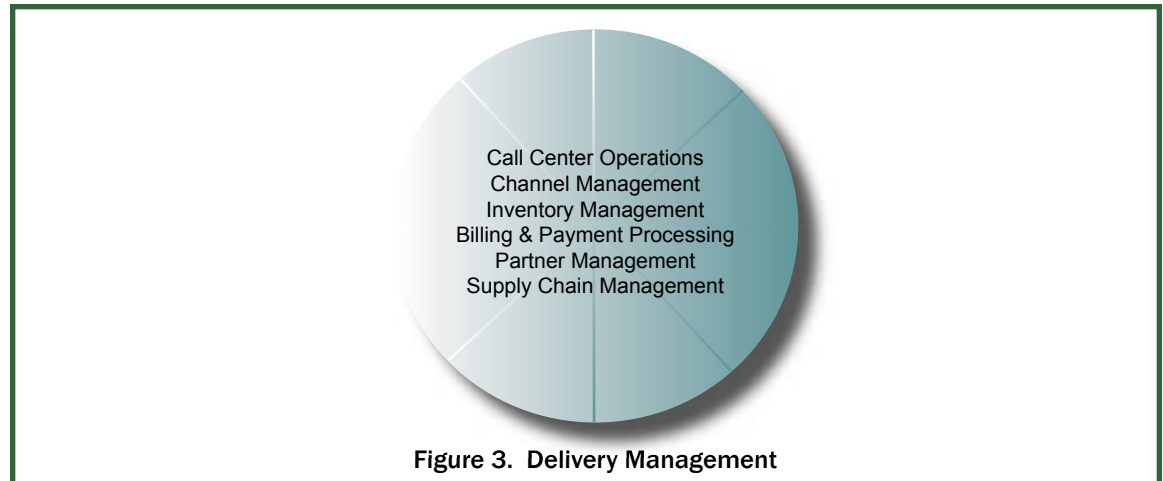 Call Center Operations
Channel Management
Inventory Management
Billing & Payment Processing
Partner Management
Supply Chain Management
Figure 3. Delivery Management